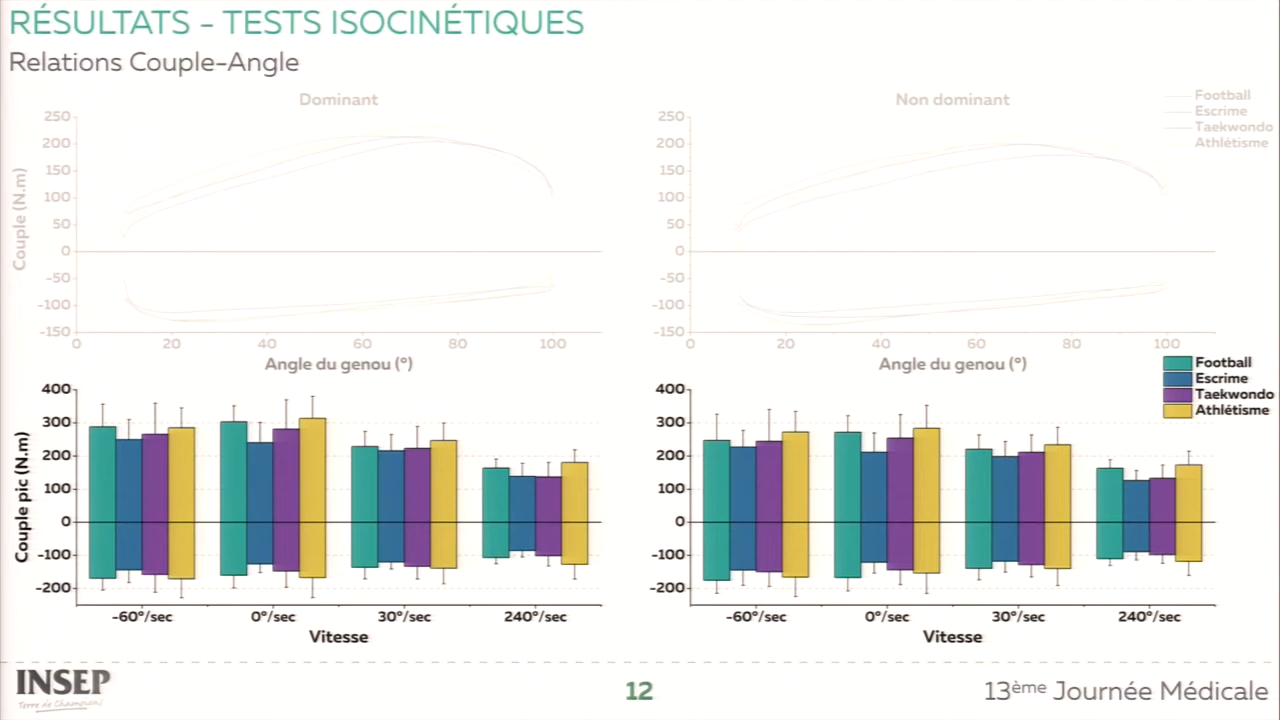 RÉSULTATS - TESTS ISOCINÉTIQUES
Relations Couple-Angle
Dominant
Non dominant
Football
Escrime
Taekwondo
Athlétisme
Couple (N.m)
250
200
150
100
50
0
-50
-100
-150
0
20
40
60
80
100
Angle du genou (°)
250
200
150
100
50
0
-50
-100
-150
0
20
40
60
80
100
Angle du genou (°)
Football
Escrime
Taekwondo
Athlétisme
Couple pic (N.m)
400
300
200
100
0
-100
-200
-60°/sec
0°/sec
30°/sec
240°/sec
Vitesse
400
300
200
100
0
-100
-200
-60°/sec
0°/sec
30°/sec
240°/sec
Vitesse
INSEP
Terre de Champions
12
13ème Journée Médicale